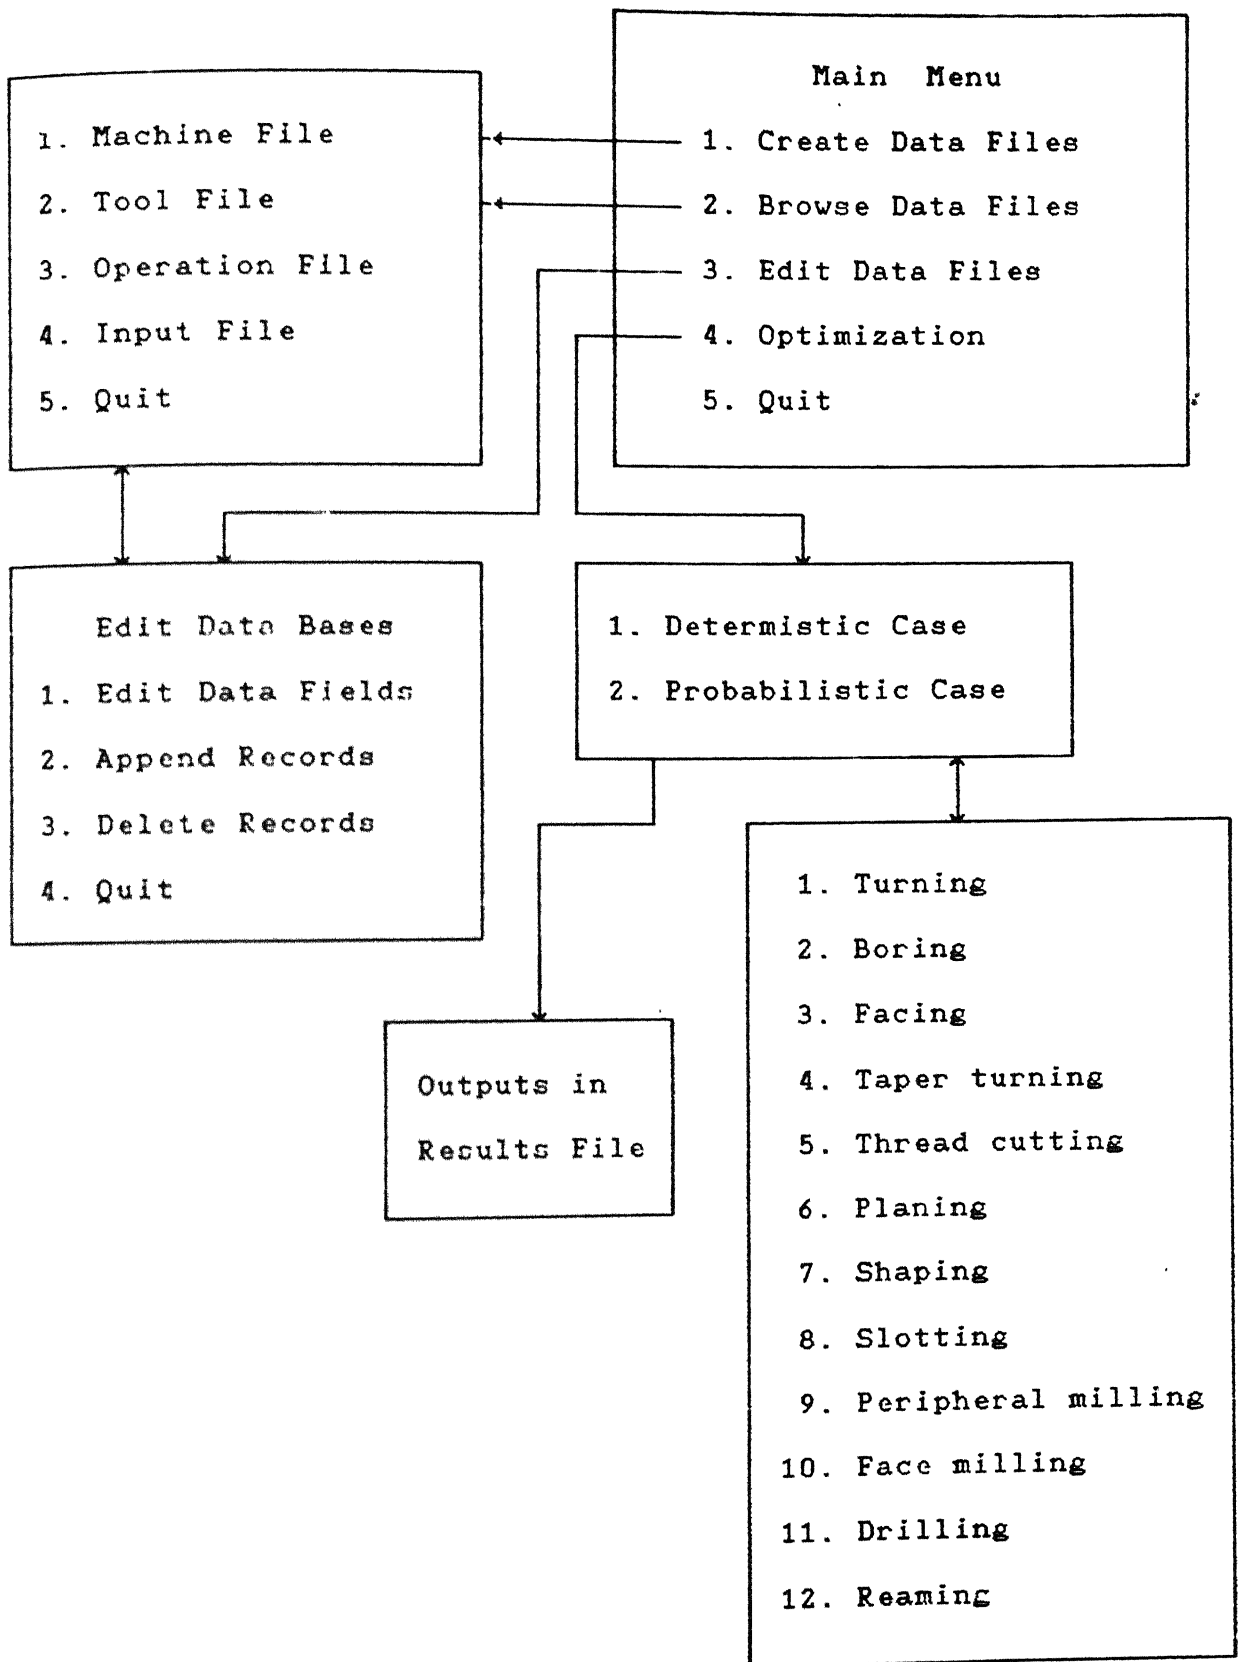 Main Menu
1. Create Data Files
2. Browse Data Files
3. Edit Data Files
4. Optimization
5. Quit
1. Machine File
2. Tool File
3. Operation File
4. Input File
5. Quit
Edit Data Bases
1. Edit Data Fields
2. Append Records
3. Delete Records
4. Quit
1. Determistic Case
2. Probabilistic Case
Outputs in
Results File
1. Turning
2. Boring
3. Facing
4. Taper turning
5. Thread cutting
6. Planing
7. Shaping
8. Slotting
9. Peripheral milling
10. Face milling
11. Drilling
12. Reaming